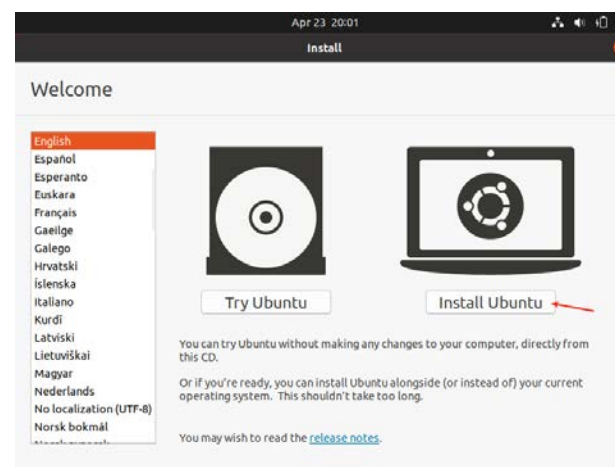 Apr 23 20:01
Install
Welcome
English
Español
Esperanto
Euskara
Français
Gaeilge
Galego
Hrvatski
Íslenska
Italiano
Kurdî
Latviski
Lietuviškai
Magyar
Nederlands
No localization (UTF-8)
Norsk bokmål
Try Ubuntu
Install Ubuntu
You can try Ubuntu without making any changes to your computer, directly from
this CD.
Or if you're ready, you can install Ubuntu alongside (or instead of) your current
operating system. This shouldn't take too long.
You may wish to read the release notes.